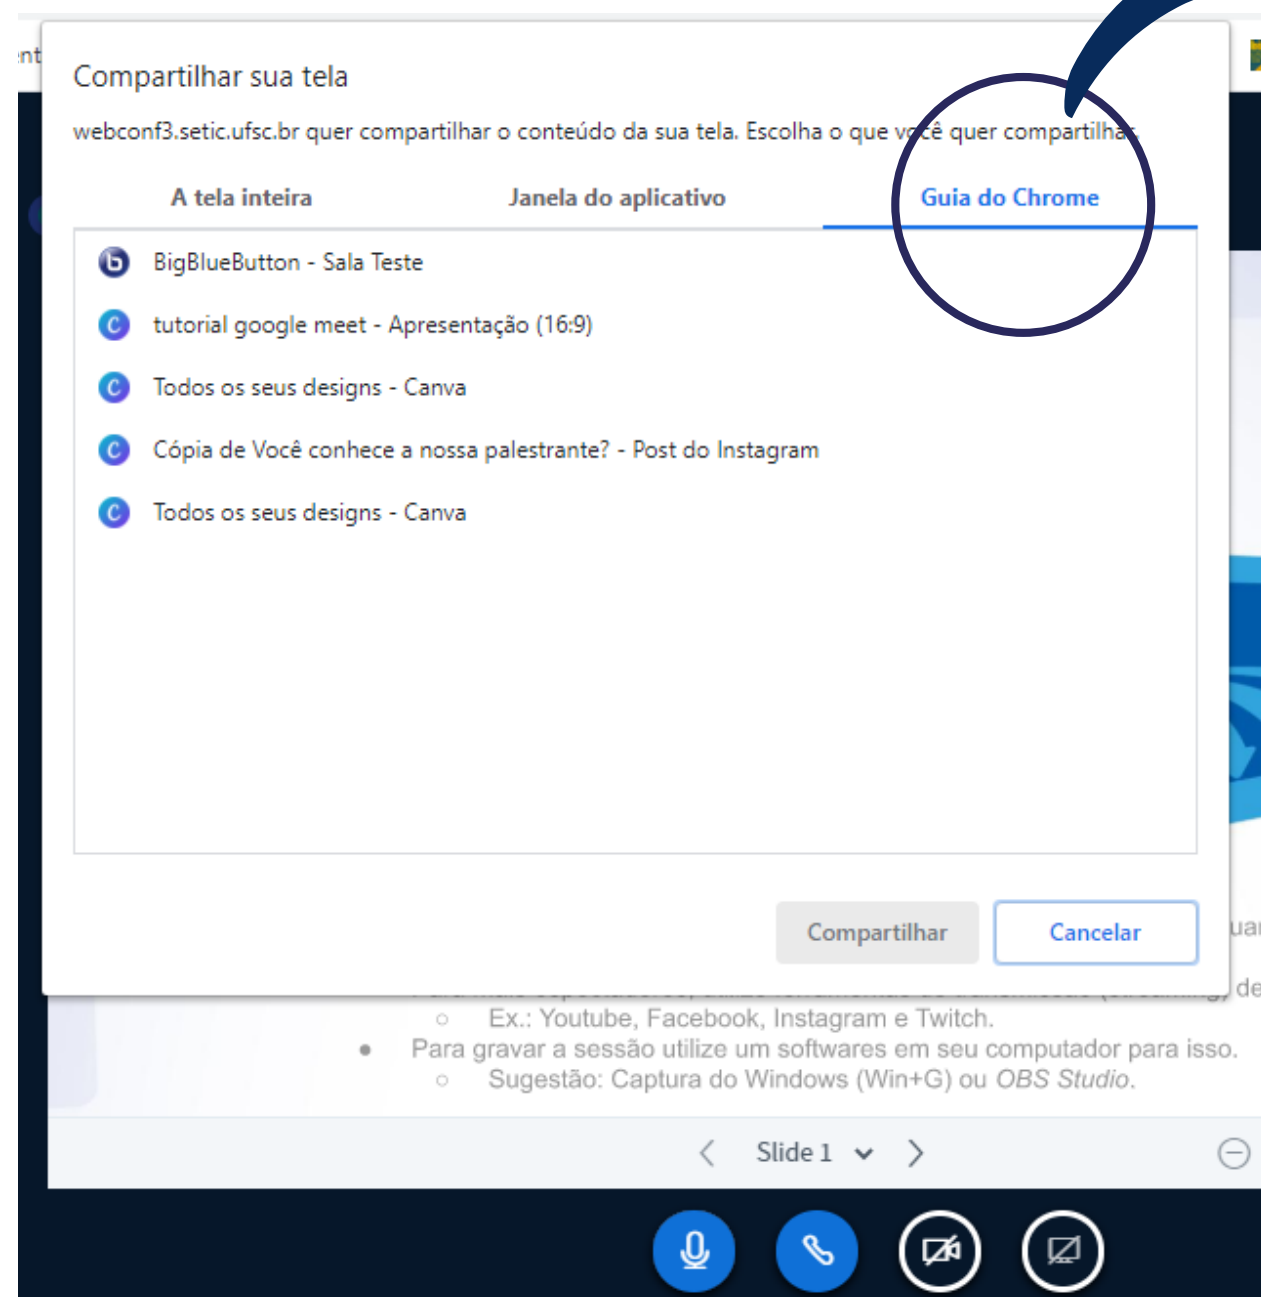 Compartilhar sua tela
webconf3.setic.ufsc.br quer compartilhar o conteúdo da sua tela. Escolha o que você quer compartilhar.
A tela inteira
Janela do aplicativo
Guia do Chrome
BigBlueButton - Sala Teste
tutorial google meet - Apresentação (16:9)
Todos os seus designs - Canva
Cópia de Você conhece a nossa palestrante? - Post do Instagram
Todos os seus designs - Canva
Compartilhar
Cancelar
Ex.: Youtube, Facebook, Instagram e Twitch.
Para gravar a sessão utilize um softwares em seu computador para isso.
Sugestão: Captura do Windows (Win+G) ou OBS Studio.
Slide 1